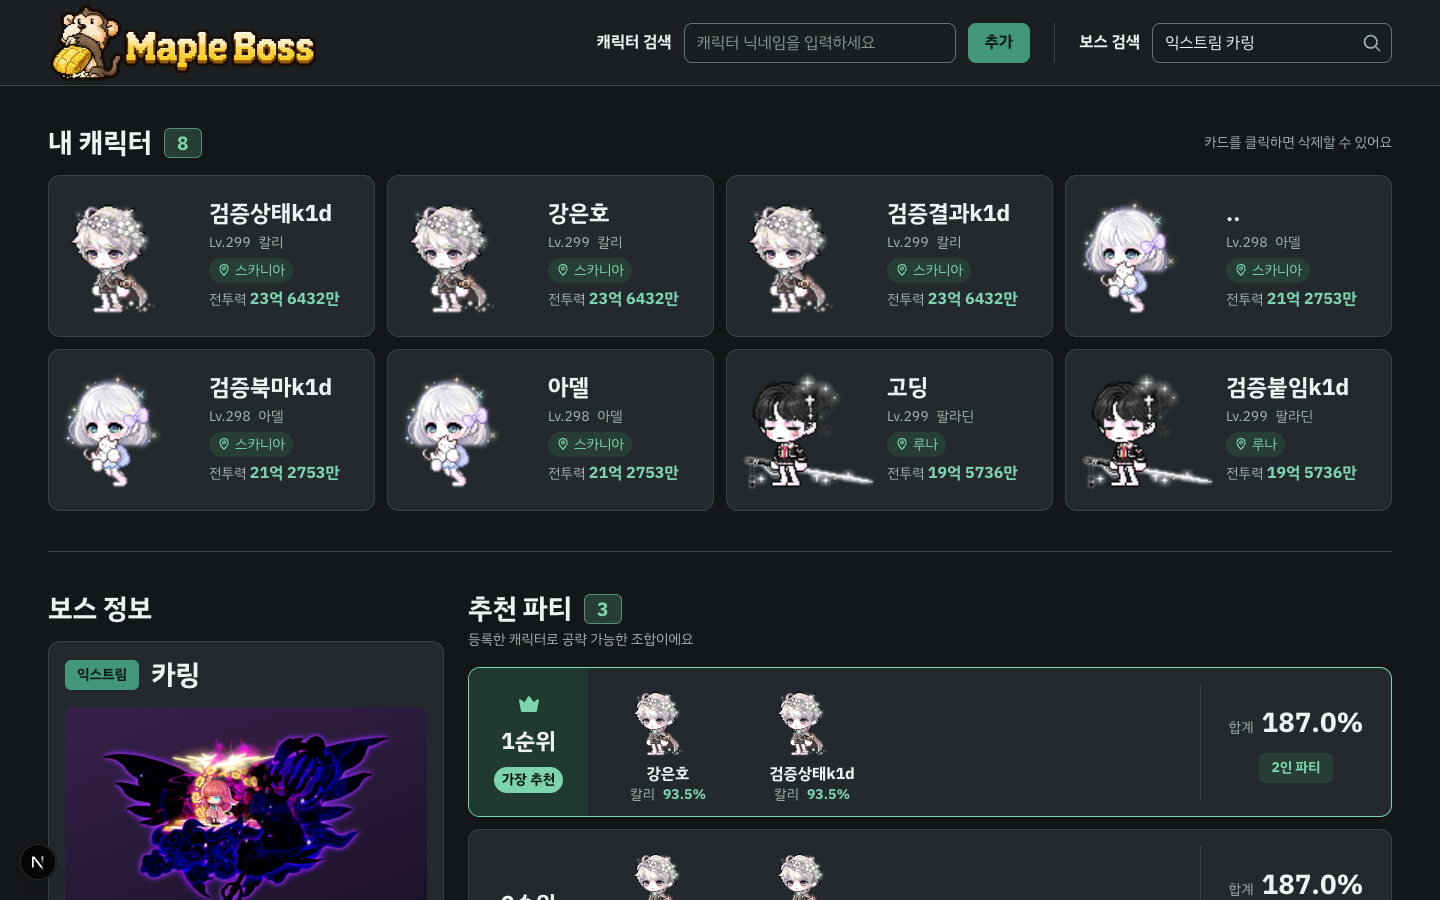 Maple Boss
캐릭터 검색
캐릭터 닉네임을 입력하세요
추가
보스 검색
익스트림 카링
내 캐릭터 8
카드를 클릭하면 삭제할 수 있어요
검증상태k1d
Lv.299 칼리
스카니아
전투력 23억 6432만
강은호
Lv.299 칼리
스카니아
전투력 23억 6432만
검증결과k1d
Lv.299 칼리
스카니아
전투력 23억 6432만
..
Lv.298 아델
스카니아
전투력 21억 2753만
검증북마k1d
Lv.298 아델
스카니아
전투력 21억 2753만
아델
Lv.298 아델
스카니아
전투력 21억 2753만
고딩
Lv.299 팔라딘
루나
전투력 19억 5736만
검증붙임k1d
Lv.299 팔라딘
루나
전투력 19억 5736만
보스 정보
익스트림 카링
추천 파티 3
등록한 캐릭터로 공략 가능한 조합이에요
1순위
가장 추천
강은호
칼리 93.5%
검증상태k1d
칼리 93.5%
합계 187.0%
2인 파티
합계 187.0%
N